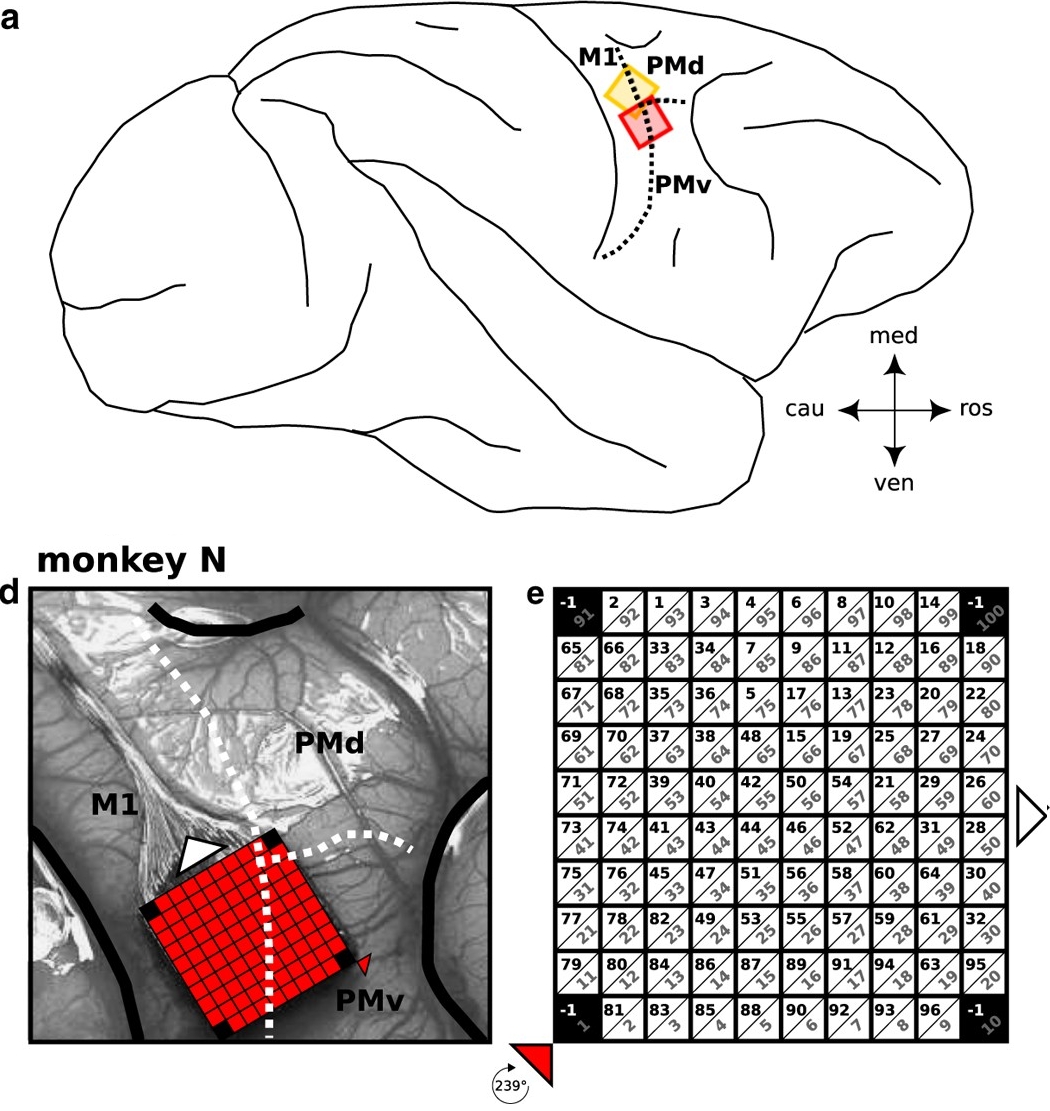 a
M1 PMd
PMv
med
cau ros
ven
monkey N
d
PMd
M1
PMv
e
-1 91 2 92 1 93 3 94 4 95 6 96 8 97 10 98 14 99 -1 100
65 81 66 82 33 83 34 84 7 85 9 86 11 87 12 88 16 89 18 90
67 71 68 72 35 73 36 74 5 75 17 76 13 77 23 78 20 79 22 80
69 61 70 62 37 63 38 64 48 65 15 66 19 67 25 68 27 69 24 70
71 51 72 52 39 53 40 54 42 55 50 56 54 57 21 58 29 59 26 60
73 41 74 42 41 43 43 44 44 45 46 46 52 47 62 48 31 49 28 50
75 31 76 32 45 33 47 34 51 35 56 36 58 37 60 38 64 39 30 40
77 21 78 22 82 23 49 24 53 25 55 26 57 27 59 28 61 29 32 30
79 11 80 12 84 13 86 14 87 15 89 16 91 17 94 18 63 19 95 20
-1 1 81 2 83 3 85 4 88 5 90 6 92 7 93 8 96 9 -1 10
239°